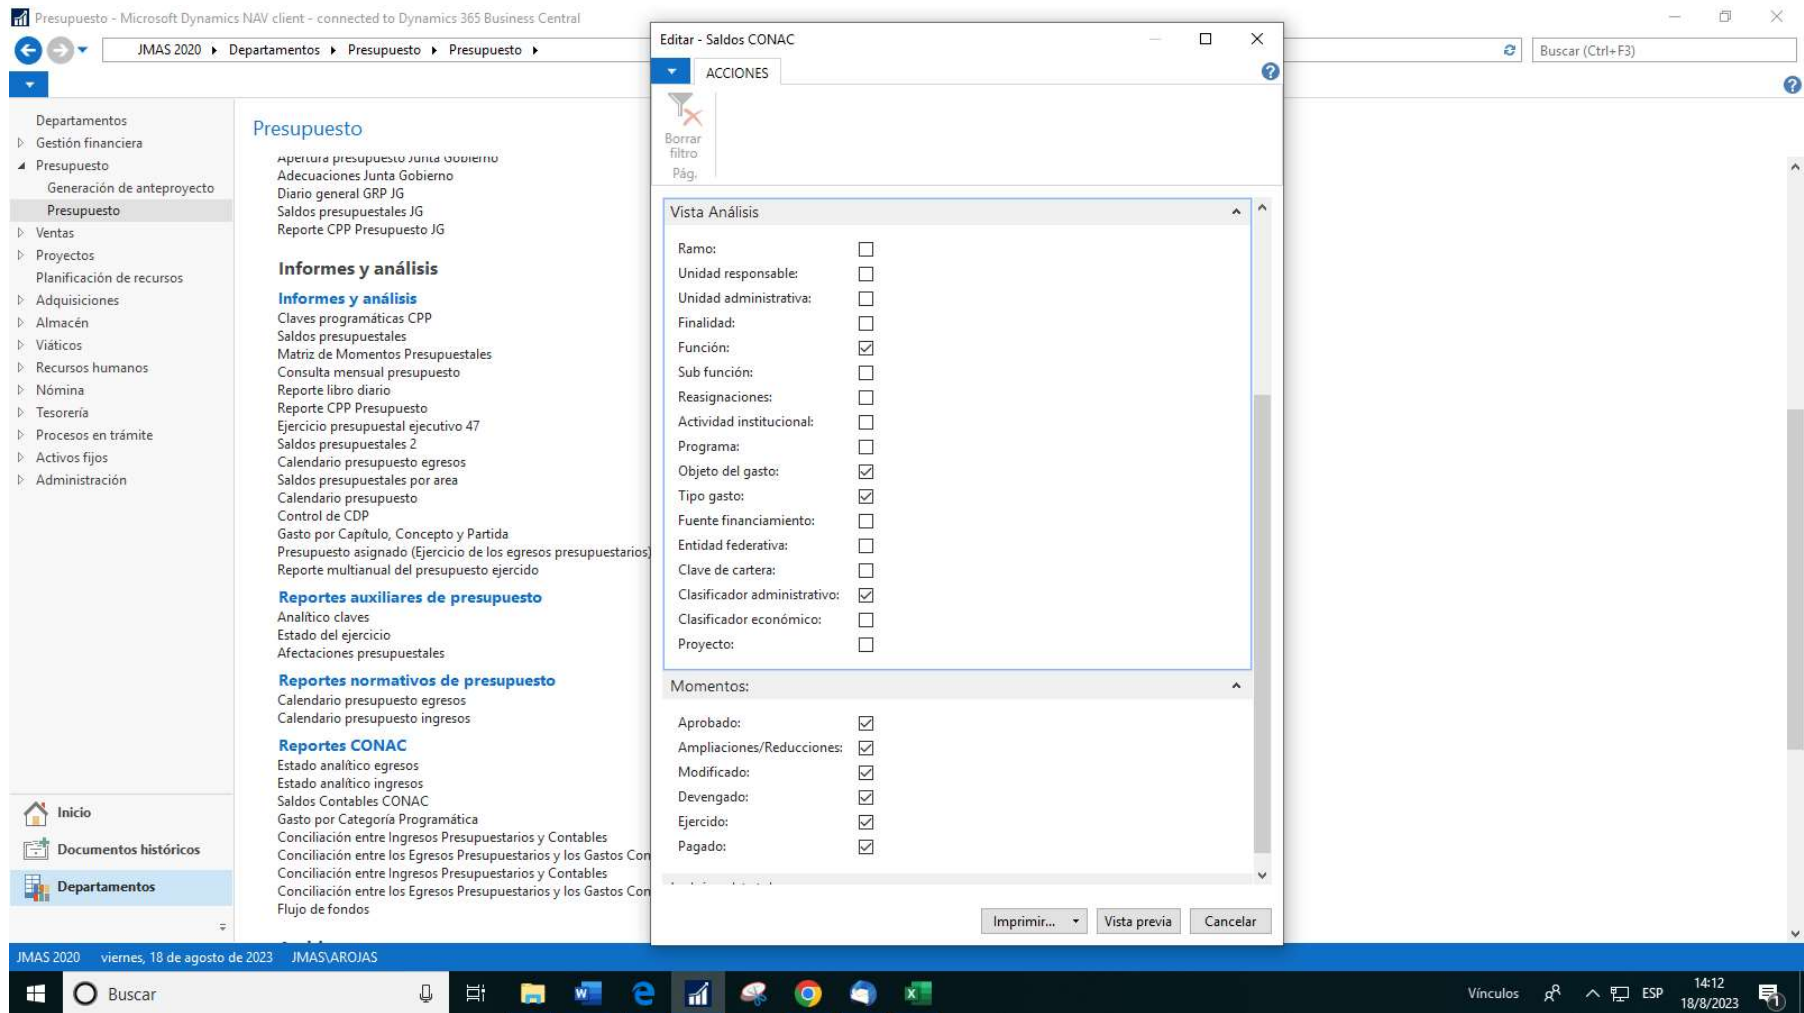 Presupuesto - Microsoft Dynamics NAV client - connected to Dynamics 365 Business Central
JMAS 2020 Departamentos Presupuesto Presupuesto
Buscar (Ctrl+F3)
Departamentos
Gestión financiera
Presupuesto
Generación de anteproyecto
Presupuesto
Ventas
Proyectos
Planificación de recursos
Adquisiciones
Almacén
Viáticos
Recursos humanos
Nómina
Tesorería
Procesos en trámite
Activos fijos
Administración
Inicio
Documentos históricos
Departamentos
Presupuesto
Apertura presupuesto Junta Gobierno
Adecuaciones Junta Gobierno
Diario general GRP JG
Saldos presupuestales JG
Reporte CPP Presupuesto JG
Informes y análisis
Informes y análisis
Claves programáticas CPP
Saldos presupuestales
Matriz de Momentos Presupuestales
Consulta mensual presupuesto
Reporte libro diario
Reporte CPP Presupuesto
Ejercicio presupuestal ejecutivo 47
Saldos presupuestales 2
Calendario presupuesto egresos
Saldos presupuestales por area
Calendario presupuesto
Control de CDP
Gasto por Capítulo, Concepto y Partida
Presupuesto asignado (Ejercicio de los egresos presupuestarios)
Reporte multianual del presupuesto ejercido
Reportes auxiliares de presupuesto
Analítico claves
Estado del ejercicio
Afectaciones presupuestales
Reportes normativos de presupuesto
Calendario presupuesto egresos
Calendario presupuesto ingresos
Reportes CONAC
Estado analítico egresos
Estado analítico ingresos
Saldos Contables CONAC
Gasto por Categoría Programática
Conciliación entre Ingresos Presupuestarios y Contables
Conciliación entre los Egresos Presupuestarios y los Gastos Con
Conciliación entre Ingresos Presupuestarios y Contables
Conciliación entre los Egresos Presupuestarios y los Gastos Con
Flujo de fondos
Editar - Saldos CONAC
ACCIONES
Borrar
filtro
Pág.
Vista Análisis
Ramo:
Unidad responsable:
Unidad administrativa:
Finalidad:
Función:
Sub función:
Reasignaciones:
Actividad institucional:
Programa:
Objeto del gasto:
Tipo gasto:
Fuente financiamiento:
Entidad federativa:
Clave de cartera:
Clasificador administrativo:
Clasificador económico:
Proyecto:
Momentos:
Aprobado:
Ampliaciones/Reducciones:
Modificado:
Devengado:
Ejercido:
Pagado:
Imprimir... Vista previa Cancelar
JMAS 2020 viernes, 18 de agosto de 2023 JMAS\AROJAS
Buscar
Vínculos
ESP
14:12
18/8/2023
1